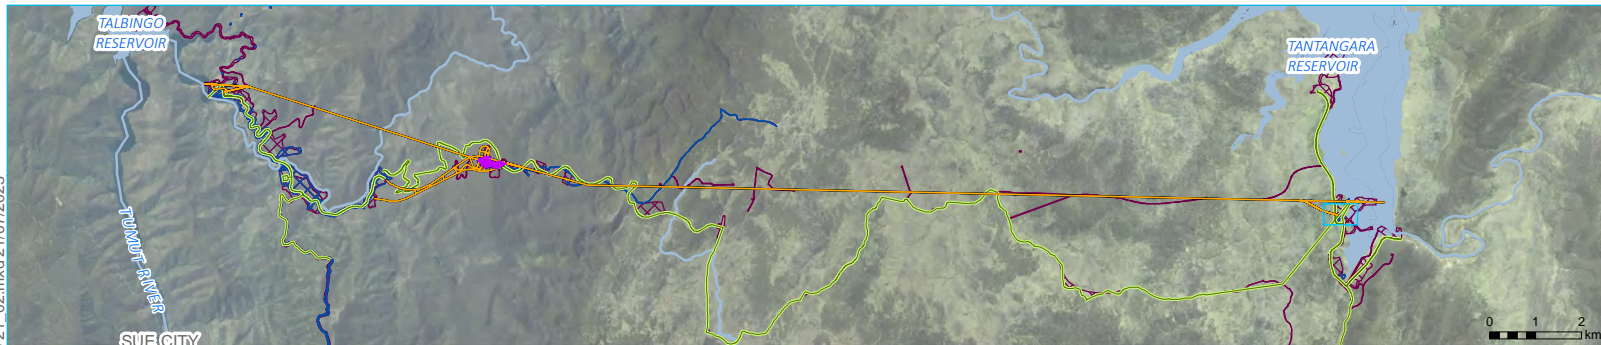 TALBINGO
RESERVOIR
TANTANGARA
RESERVOIR
TUMUT RIVER
SUE CITY
0 1 2
km